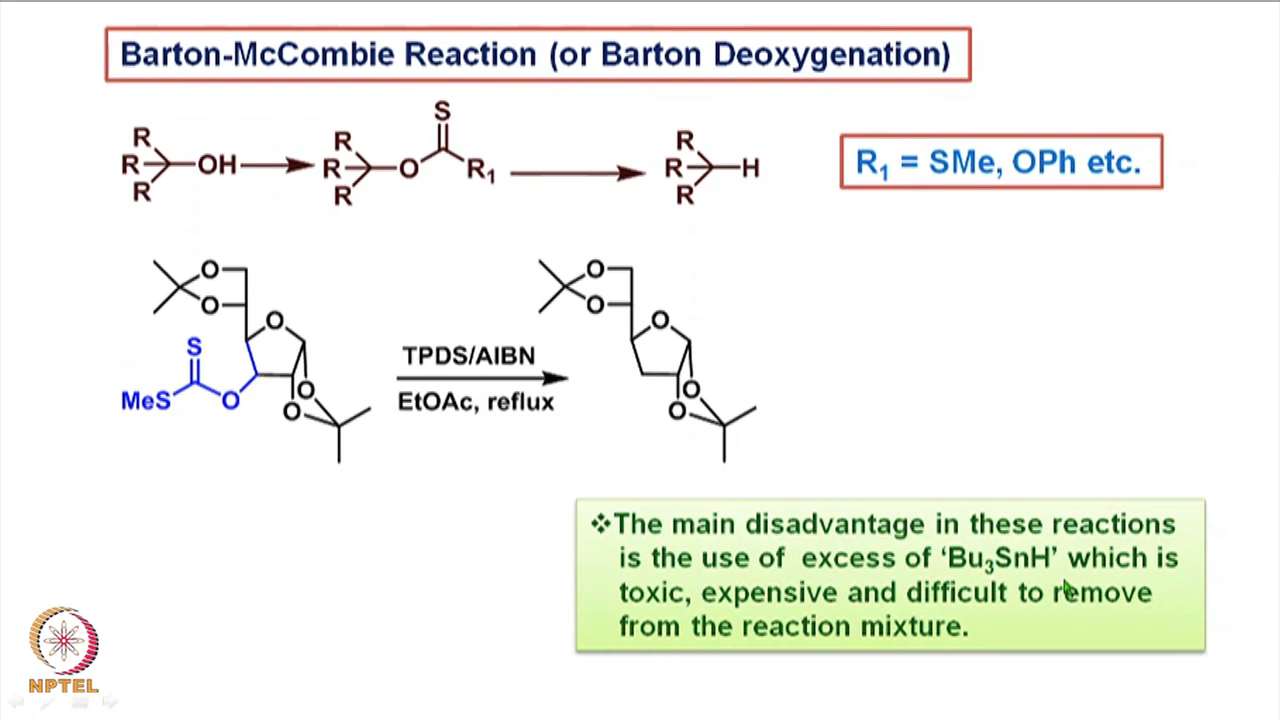 Barton-McCombie Reaction (or Barton Deoxygenation)
R
R
R
OH
R
R
R
O
S
R₁
R
R
R
H
R₁ = SMe, OPh etc.
O
O
O
S
MeS
O
O
O
TPDS/AIBN
EtOAc, reflux
O
O
O
O
O
❖The main disadvantage in these reactions
is the use of excess of ‘Bu₃SnH’ which is
toxic, expensive and difficult to remove
from the reaction mixture.
NPTEL